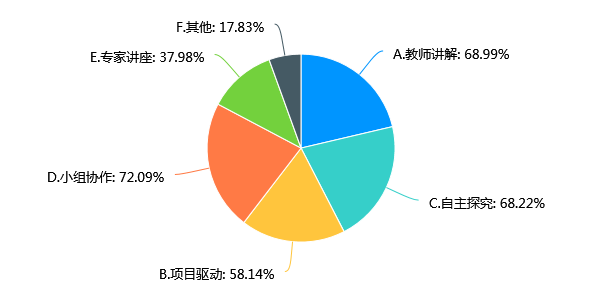 F.其他: 17.83%
A.教师讲解: 68.99%
E.专家讲座: 37.98%
D.小组协作: 72.09%
C.自主探究: 68.22%
B.项目驱动: 58.14%